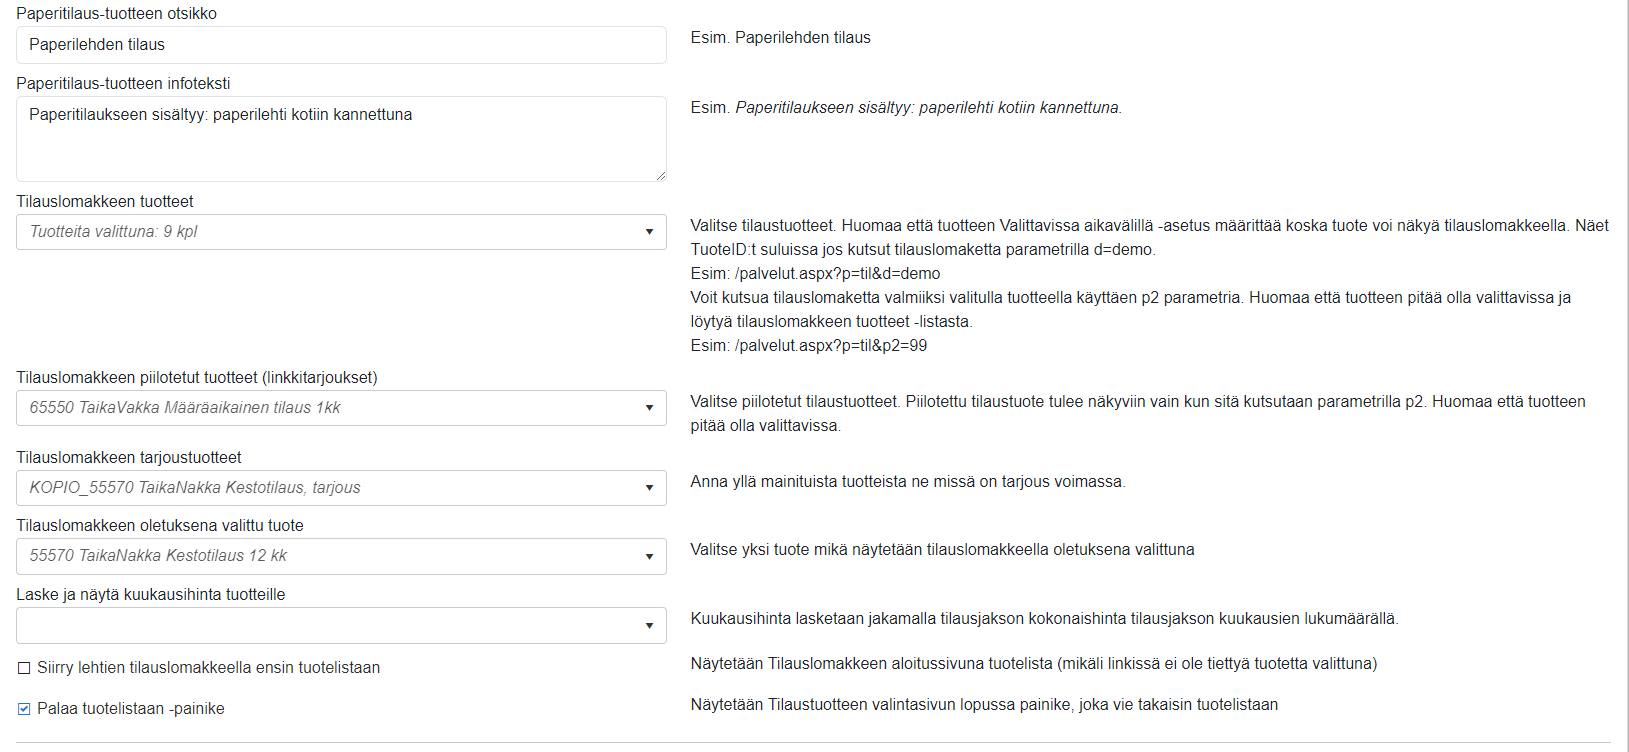 Paperitilaus-tuotteen otsikko
Paperilehden tilaus
Esim. Paperilehden tilaus
Paperitilaus-tuotteen infoteksti
Paperitilaukseen sisältyy: paperilehti kotiin kannettuna
Esim. Paperitilaukseen sisältyy: paperilehti kotiin kannettuna.
Tilauslomakkeen tuotteet
Tuotteita valittuna: 9 kpl
Valitse tilaustuotteet. Huomaa että tuotteen Valittavissa aikavälillä -asetus määrittää koska tuote voi näkyä tilauslomakkeella. Näet
TuoteID:t suluissa jos kutsut tilauslomaketta parametrilla d=demo.
Esim: /palvelut.aspx?p=til&d=demo
Voit kutsua tilauslomaketta valmiiksi valitulla tuotteella käyttäen p2 parametria. Huomaa että tuotteen pitää olla valittavissa ja
löytyä tilauslomakkeen tuotteet -listasta.
Esim: /palvelut.aspx?p=til&p2=99
Tilauslomakkeen piilotetut tuotteet (linkkitarjoukset)
65550 TaikaVakka Määräaikainen tilaus 1kk
Valitse piilotetut tilaustuotteet. Piilotettu tilaustuote tulee näkyviin vain kun sitä kutsutaan parametrilla p2. Huomaa että tuotteen
pitää olla valittavissa.
Tilauslomakkeen tarjoustuotteet
KOPIO_55570 TaikaNakka Kestotilaus, tarjous
Anna yllä mainituista tuotteista ne missä on tarjous voimassa.
Tilauslomakkeen oletuksena valittu tuote
55570 TaikaNakka Kestotilaus 12 kk
Valitse yksi tuote mikä näytetään tilauslomakkeella oletuksena valittuna
Laske ja näytä kuukausihinta tuotteille
Kuukausihinta lasketaan jakamalla tilausjakson kokonaishinta tilausjakson kuukausien lukumäärällä.
Siirry lehtien tilauslomakkeella ensin tuotelistaan
Näytetään Tilauslomakkeen aloitussivuna tuotelista (mikäli linkissä ei ole tiettyä tuotetta valittuna)
Palaa tuotelistaan -painike
Näytetään Tilaustuotteen valintasivun lopussa painike, joka vie takaisin tuotelistaan